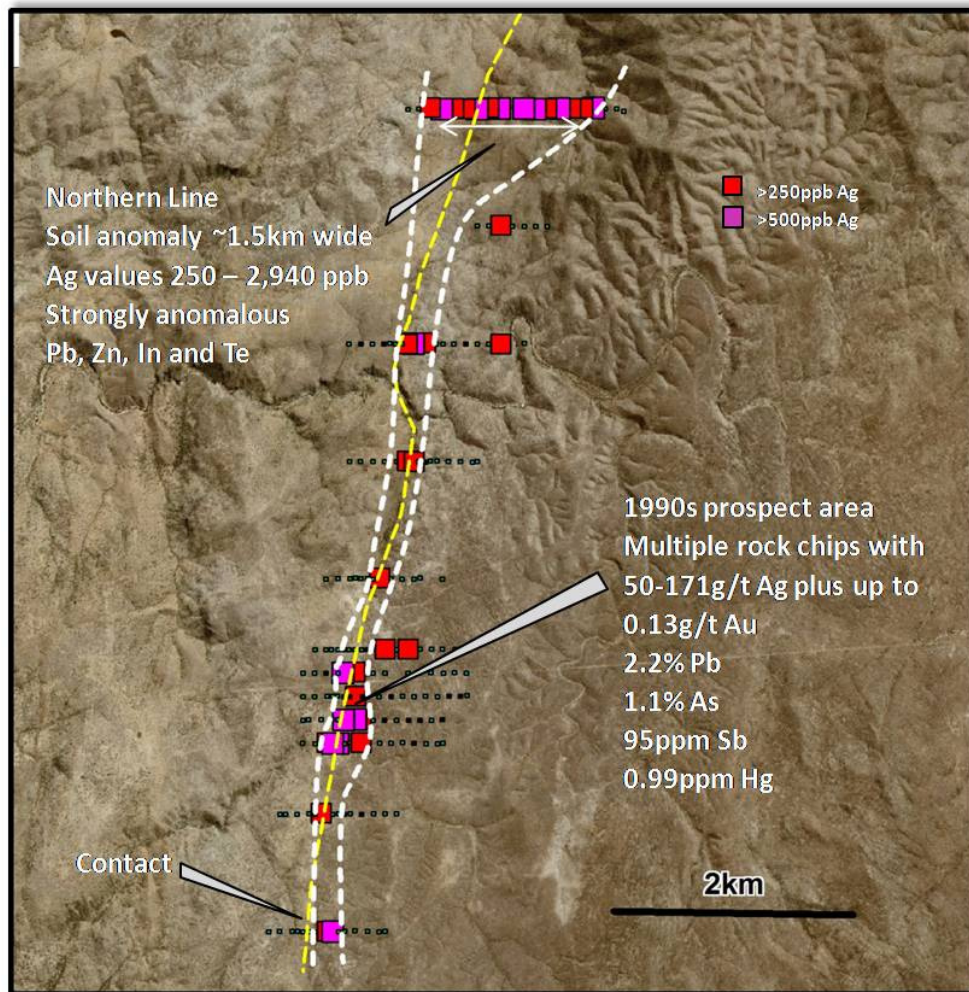 Northern Line
Soil anomaly ~1.5km wide
Ag values 250 – 2,940 ppb
Strongly anomalous
Pb, Zn, In and Te
>250ppb Ag
>500ppb Ag
1990s prospect area
Multiple rock chips with
50-171g/t Ag plus up to
0.13g/t Au
2.2% Pb
1.1% As
95ppm Sb
0.99ppm Hg
Contact
2km